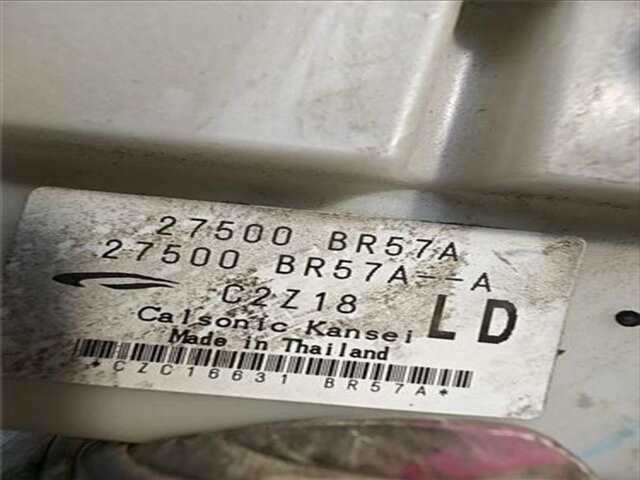 27500 BR57A
27500 BR57A--A
C2Z18
LD
Calsonic Kansei
Made in Thailand
*CZC16631 BR57A*